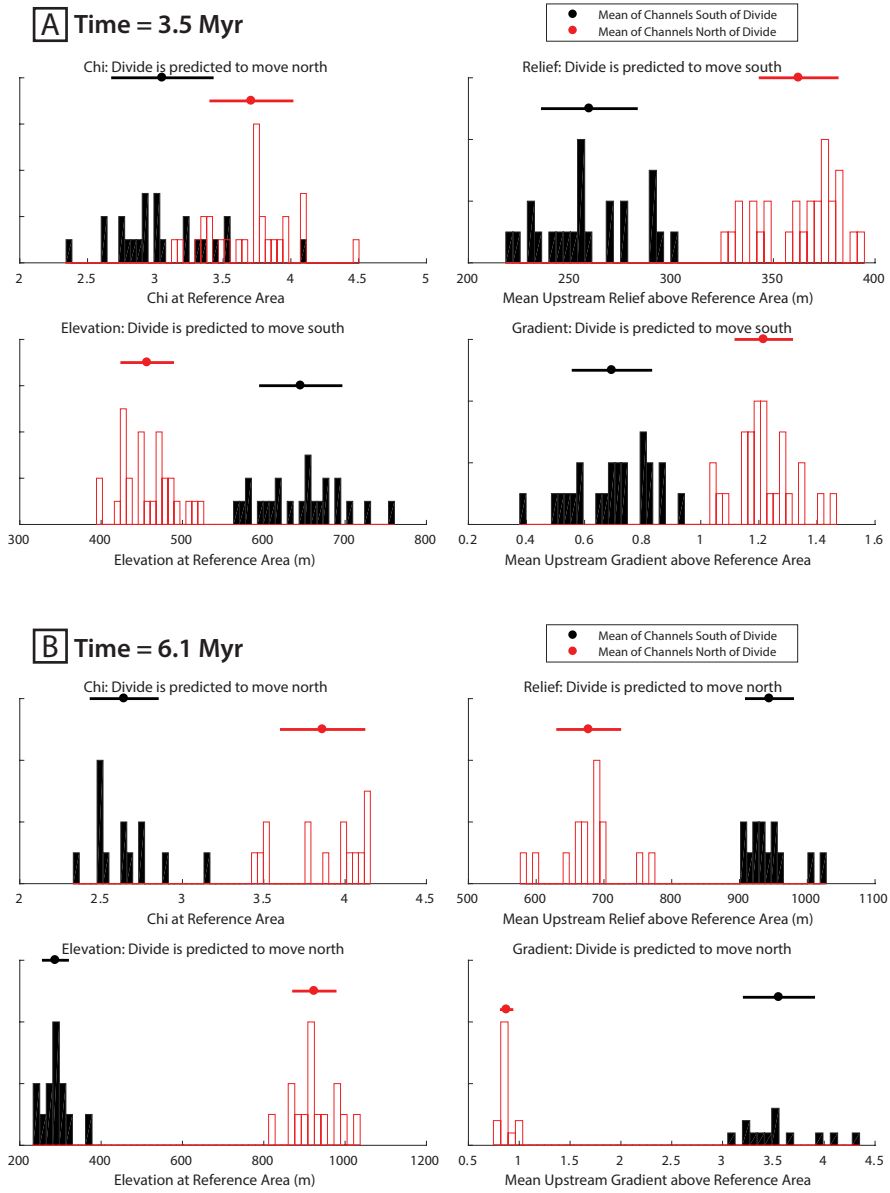 A Time = 3.5 Myr
Mean of Channels South of Divide
Mean of Channels North of Divide
Chi: Divide is predicted to move north
2 2.5 3 3.5 4 4.5 5
Chi at Reference Area
Relief: Divide is predicted to move south
200 250 300 350 400
Mean Upstream Relief above Reference Area (m)
Elevation: Divide is predicted to move south
300 400 500 600 700 800
Elevation at Reference Area (m)
Gradient: Divide is predicted to move south
0.2 0.4 0.6 0.8 1 1.2 1.4 1.6
Mean Upstream Gradient above Reference Area
B Time = 6.1 Myr
Mean of Channels South of Divide
Mean of Channels North of Divide
Chi: Divide is predicted to move north
2 2.5 3 3.5 4 4.5
Chi at Reference Area
Relief: Divide is predicted to move north
500 600 700 800 900 1000 1100
Mean Upstream Relief above Reference Area (m)
Elevation: Divide is predicted to move north
200 400 600 800 1000 1200
Elevation at Reference Area (m)
Gradient: Divide is predicted to move north
0.5 1 1.5 2 2.5 3 3.5 4 4.5
Mean Upstream Gradient above Reference Area